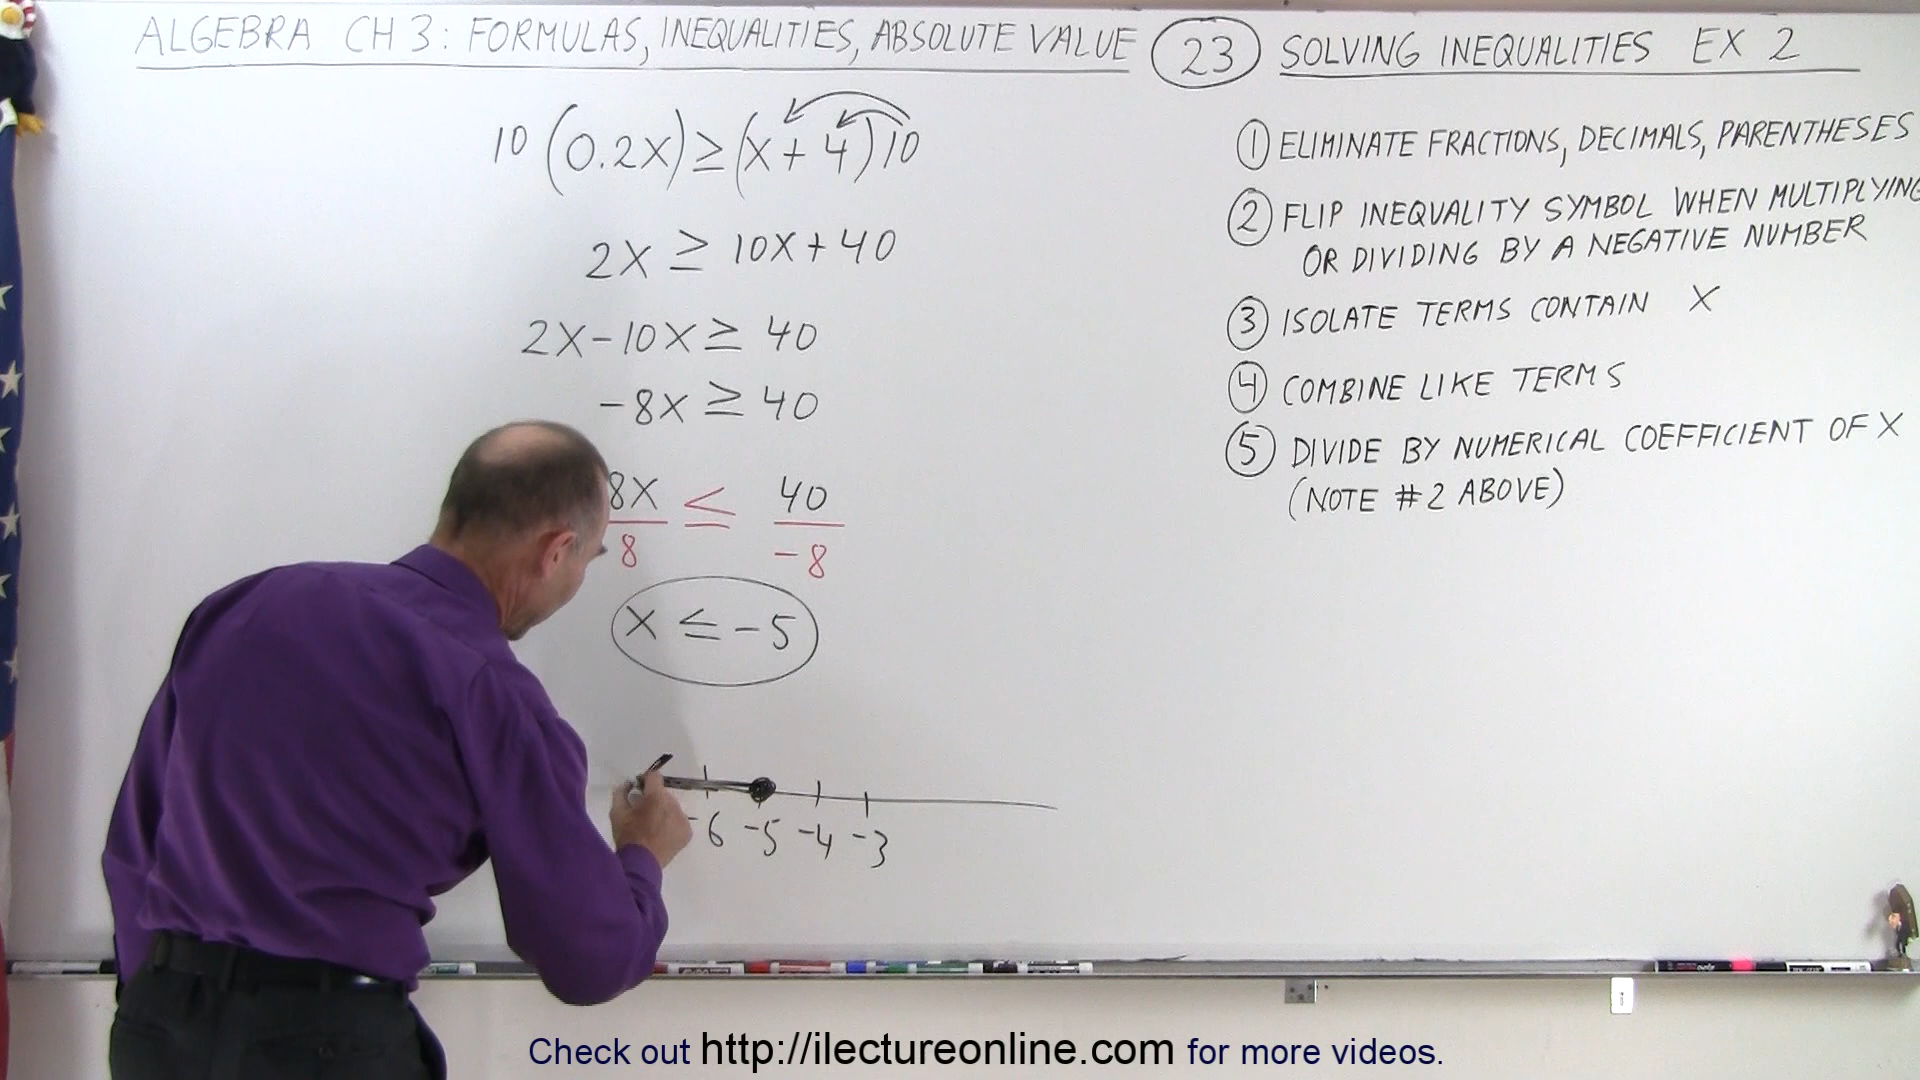 ALGEBRA CH 3: FORMULAS, INEQUALITIES, ABSOLUTE VALUE 23 SOLVING INEQUALITIES EX 2
10 (0.2X) ≥ (X + 4) 10
2X ≥ 10X + 40
2X - 10X ≥ 40
-8X ≥ 40
8X ≤ 40
8 -8
X ≤ -5
-6 -5 -4 -3
1 ELIMINATE FRACTIONS, DECIMALS, PARENTHESES
2 FLIP INEQUALITY SYMBOL WHEN MULTIPLYING
OR DIVIDING BY A NEGATIVE NUMBER
3 ISOLATE TERMS CONTAIN X
4 COMBINE LIKE TERMS
5 DIVIDE BY NUMERICAL COEFFICIENT OF X
(NOTE #2 ABOVE)
Check out http://ilectureonline.com for more videos.